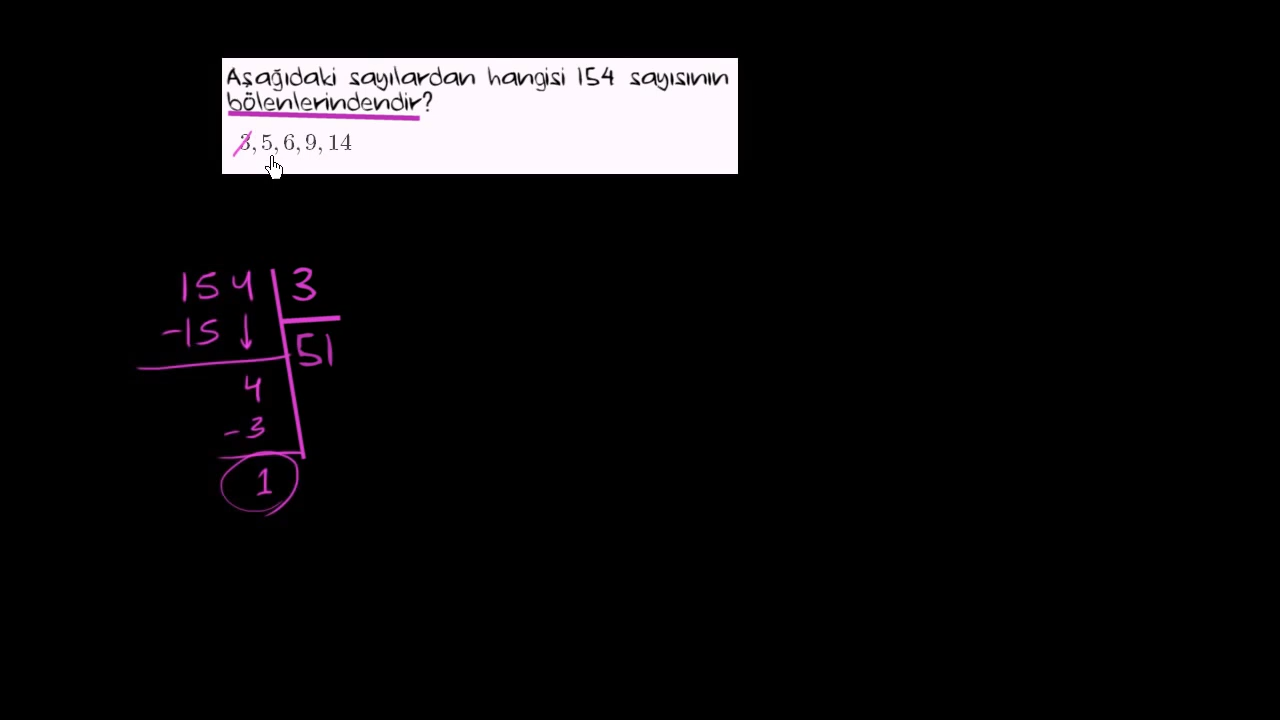 Aşağıdaki sayılardan hangisi 154 sayısının
bölenlerindendir?
3, 5, 6, 9, 14
154 3
-15 51
4
-3
1